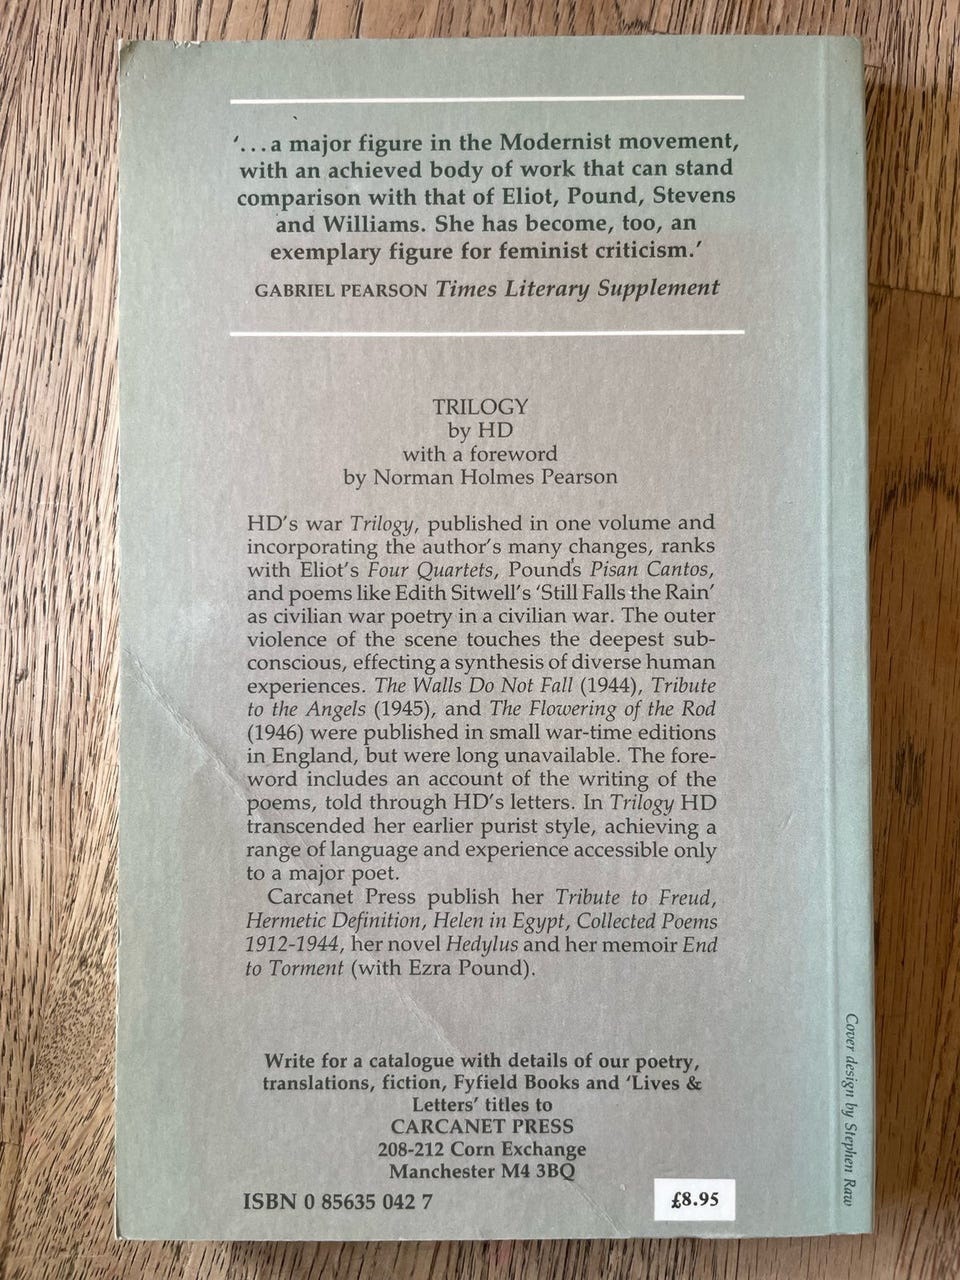 ‘...a major figure in the Modernist movement,
with an achieved body of work that can stand
comparison with that of Eliot, Pound, Stevens
and Williams. She has become, too, an
exemplary figure for feminist criticism.’
GABRIEL PEARSON Times Literary Supplement
TRILOGY
by HD
with a foreword
by Norman Holmes Pearson
HD’s war Trilogy, published in one volume and
incorporating the author’s many changes, ranks
with Eliot’s Four Quartets, Pound’s Pisan Cantos,
and poems like Edith Sitwell’s ‘Still Falls the Rain’
as civilian war poetry in a civilian war. The outer
violence of the scene touches the deepest sub-
conscious, effecting a synthesis of diverse human
experiences. The Walls Do Not Fall (1944), Tribute
to the Angels (1945), and The Flowering of the Rod
(1946) were published in small war-time editions
in England, but were long unavailable. The fore-
word includes an account of the writing of the
poems, told through HD’s letters. In Trilogy HD
transcended her earlier purist style, achieving a
range of language and experience accessible only
to a major poet.
Carcanet Press publish her Tribute to Freud,
Hermetic Definition, Helen in Egypt, Collected Poems
1912-1944, her novel Hedylus and her memoir End
to Torment (with Ezra Pound).
Write for a catalogue with details of our poetry,
translations, fiction, Fyfield Books and ‘Lives &
Letters’ titles to
CARCANET PRESS
208-212 Corn Exchange
Manchester M4 3BQ
ISBN 0 85635 042 7
£8.95
Cover design by Stephen Raw